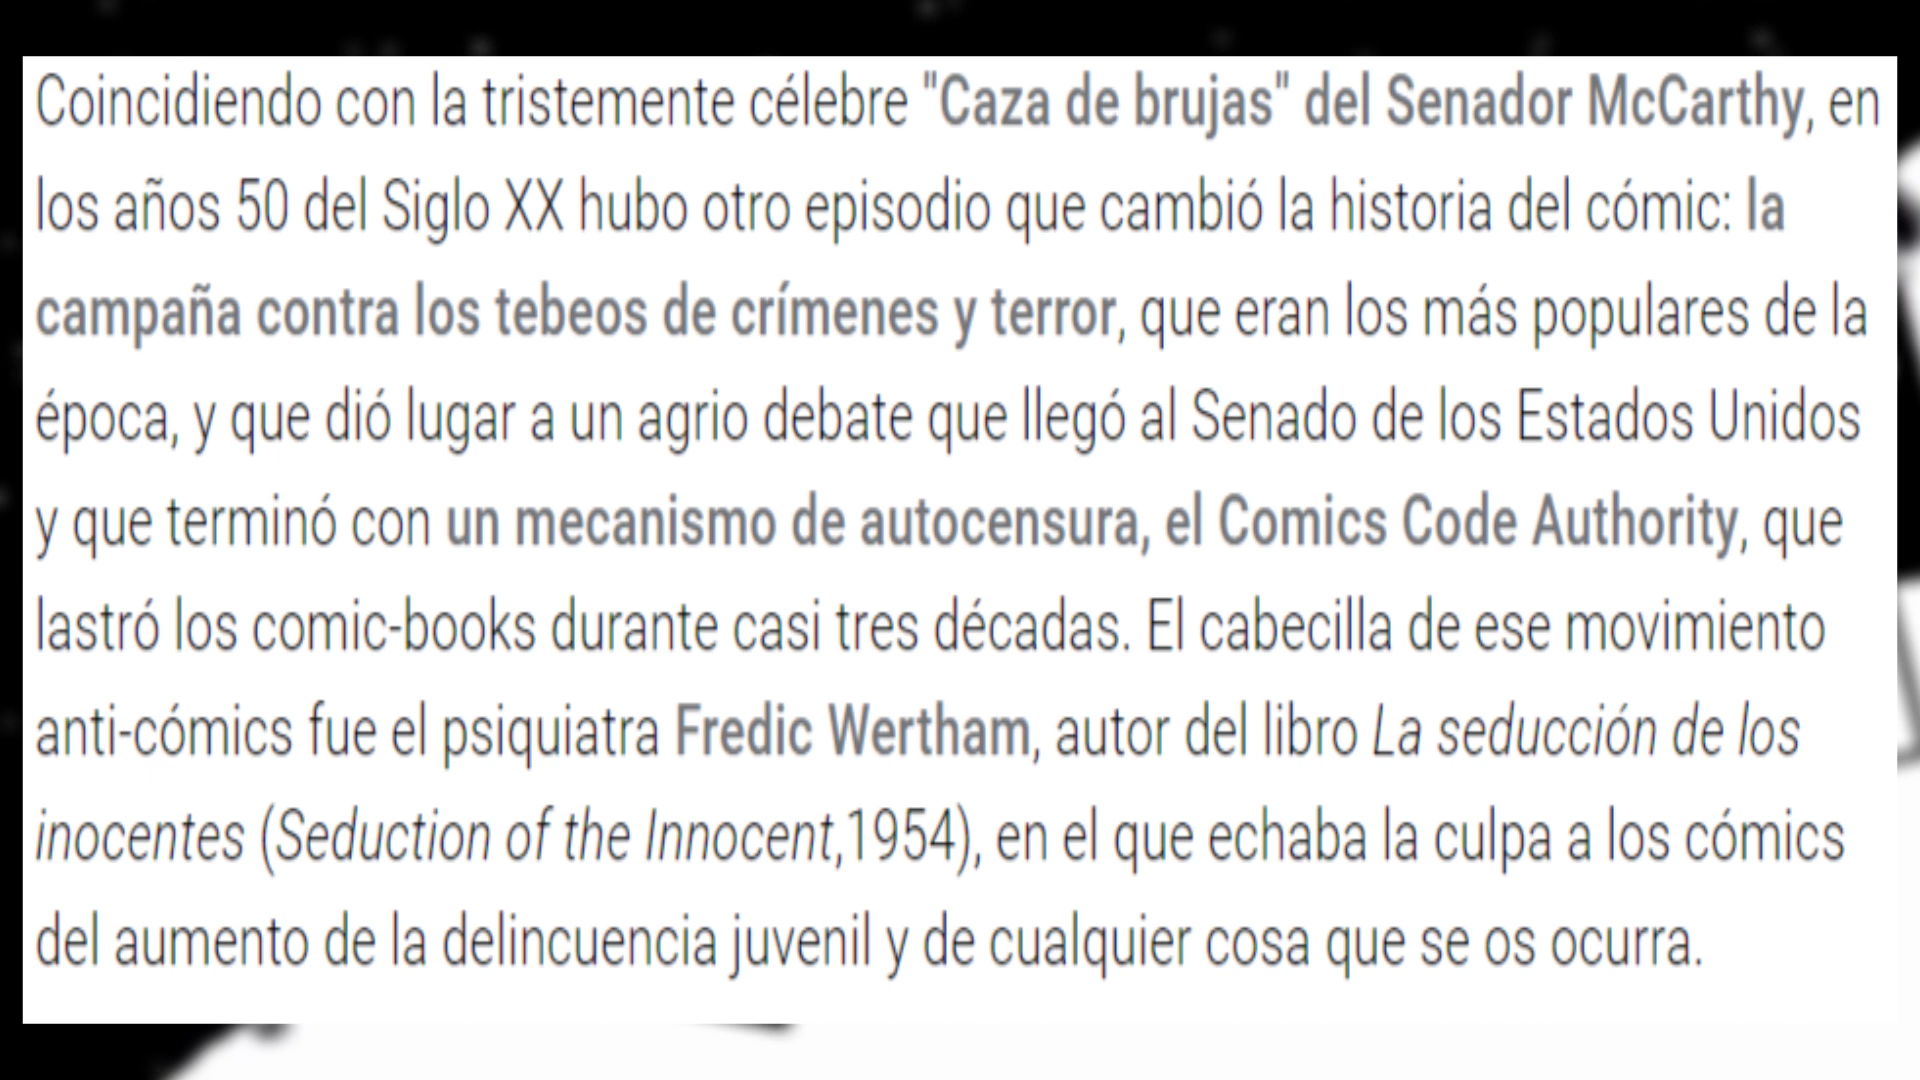 Coincidiendo con la tristemente célebre "Caza de brujas" del Senador McCarthy, en
los años 50 del Siglo XX hubo otro episodio que cambió la historia del cómic: la
campaña contra los tebeos de crímenes y terror, que eran los más populares de la
época, y que dió lugar a un agrio debate que llegó al Senado de los Estados Unidos
y que terminó con un mecanismo de autocensura, el Comics Code Authority, que
lastró los comic-books durante casi tres décadas. El cabecilla de ese movimiento
anti-cómics fue el psiquiatra Fredic Wertham, autor del libro La seducción de los
inocentes (Seduction of the Innocent,1954), en el que echaba la culpa a los cómics
del aumento de la delincuencia juvenil y de cualquier cosa que se os ocurra.